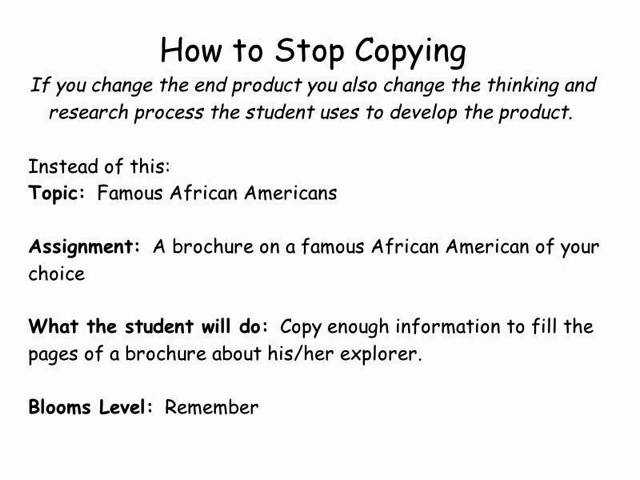 How to Stop Copying
If you change the end product you also change the thinking and
research process the student uses to develop the product.
Instead of this:
Topic: Famous African Americans
Assignment: A brochure on a famous African American of your
choice
What the student will do: Copy enough information to fill the
pages of a brochure about his/her explorer.
Blooms Level: Remember